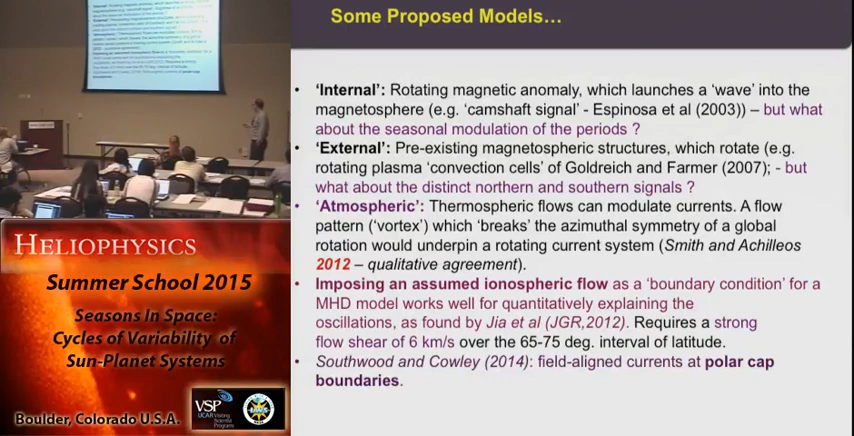 Some Proposed Models…
• ‘Internal’: Rotating magnetic anomaly, which launches a ‘wave’ into the
magnetosphere (e.g. ‘camshaft signal’ - Espinosa et al (2003)) – but what
about the seasonal modulation of the periods ?
• ‘External’: Pre-existing magnetospheric structures, which rotate (e.g.
rotating plasma ‘convection cells’ of Goldreich and Farmer (2007); - but
what about the distinct northern and southern signals ?
• ‘Atmospheric’: Thermospheric flows can modulate currents. A flow
pattern (‘vortex’) which ‘breaks’ the azimuthal symmetry of a global
rotation would underpin a rotating current system (Smith and Achilleos
2012 – qualitative agreement).
• Imposing an assumed ionospheric flow as a ‘boundary condition’ for a
MHD model works well for quantitatively explaining the
oscillations, as found by Jia et al (JGR,2012). Requires a strong
flow shear of 6 km/s over the 65-75 deg. interval of latitude.
• Southwood and Cowley (2014): field-aligned currents at polar cap
boundaries.
HELIOPHYSICS
Summer School 2015
Seasons In Space:
Cycles of Variability of
Sun-Planet Systems
Boulder, Colorado U.S.A.
VSP
UCAR Visiting
Scientist
Programs